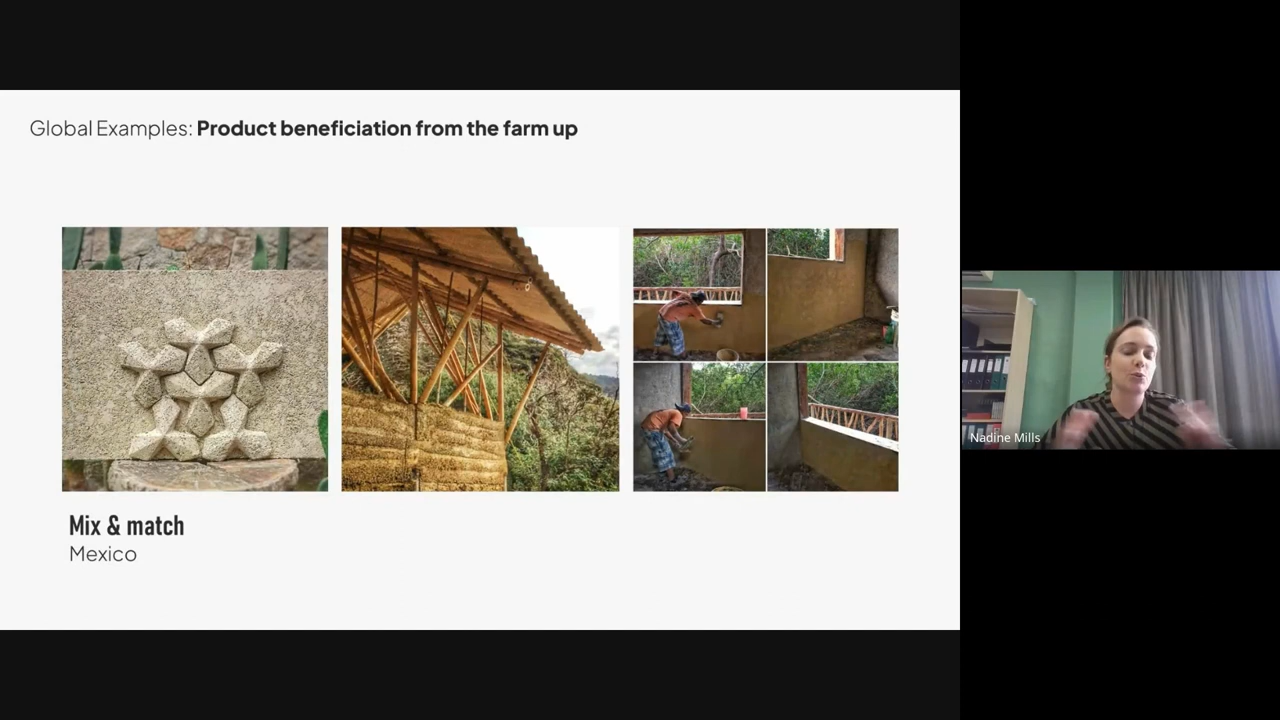 Global Examples: Product beneficiation from the farm up
Mix & match
Mexico
Nadine Mills